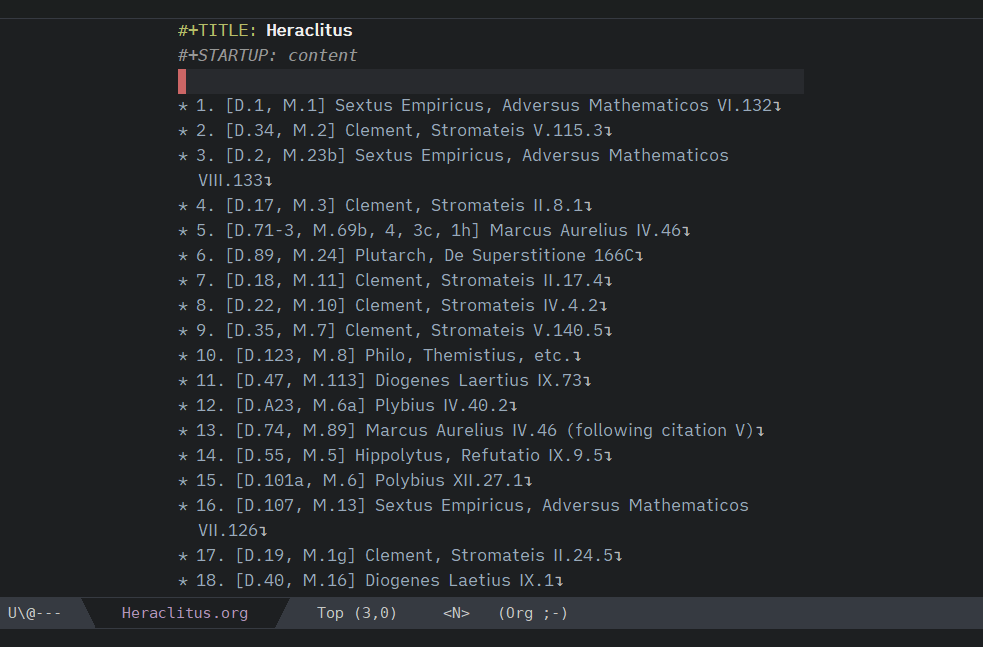 #+TITLE: Heraclitus
#+STARTUP: content
* 1. [D.1, M.1] Sextus Empiricus, Adversus Mathematicos VI.132↴
* 2. [D.34, M.2] Clement, Stromateis V.115.3↴
* 3. [D.2, M.23b] Sextus Empiricus, Adversus Mathematicos
VIII.133↴
* 4. [D.17, M.3] Clement, Stromateis II.8.1↴
* 5. [D.71-3, M.69b, 4, 3c, 1h] Marcus Aurelius IV.46↴
* 6. [D.89, M.24] Plutarch, De Superstitione 166C↴
* 7. [D.18, M.11] Clement, Stromateis II.17.4↴
* 8. [D.22, M.10] Clement, Stromateis IV.4.2↴
* 9. [D.35, M.7] Clement, Stromateis V.140.5↴
* 10. [D.123, M.8] Philo, Themistius, etc.↴
* 11. [D.47, M.113] Diogenes Laertius IX.73↴
* 12. [D.A23, M.6a] Plybius IV.40.2↴
* 13. [D.74, M.89] Marcus Aurelius IV.46 (following citation V)↴
* 14. [D.55, M.5] Hippolytus, Refutatio IX.9.5↴
* 15. [D.101a, M.6] Polybius XII.27.1↴
* 16. [D.107, M.13] Sextus Empiricus, Adversus Mathematicos
VII.126↴
* 17. [D.19, M.1g] Clement, Stromateis II.24.5↴
* 18. [D.40, M.16] Diogenes Laetius IX.1↴
U\@--- Heraclitus.org Top (3,0) <N> (Org ;-)